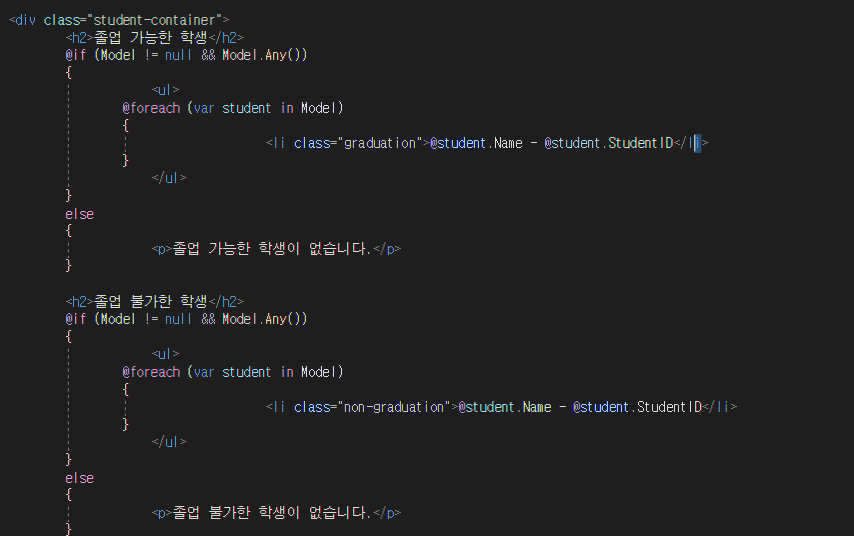 <div class="student-container">
<h2>졸업 가능한 학생</h2>
@if (Model != null && Model.Any())
{
<ul>
@foreach (var student in Model)
{
<li class="graduation">@student.Name - @student.StudentID</li>
}
</ul>
}
else
{
<p>졸업 가능한 학생이 없습니다.</p>
}
<h2>졸업 불가한 학생</h2>
@if (Model != null && Model.Any())
{
<ul>
@foreach (var student in Model)
{
<li class="non-graduation">@student.Name - @student.StudentID</li>
}
</ul>
}
else
{
<p>졸업 불가한 학생이 없습니다.</p>
}